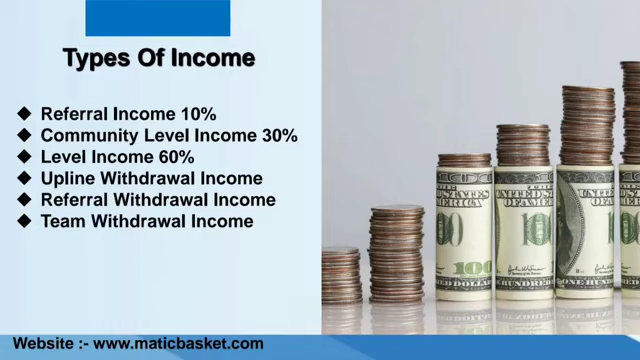 Types Of Income
◆ Referral Income 10%
◆ Community Level Income 30%
◆ Level Income 60%
◆ Upline Withdrawal Income
◆ Referral Withdrawal Income
◆ Team Withdrawal Income
Website :- www.maticbasket.com